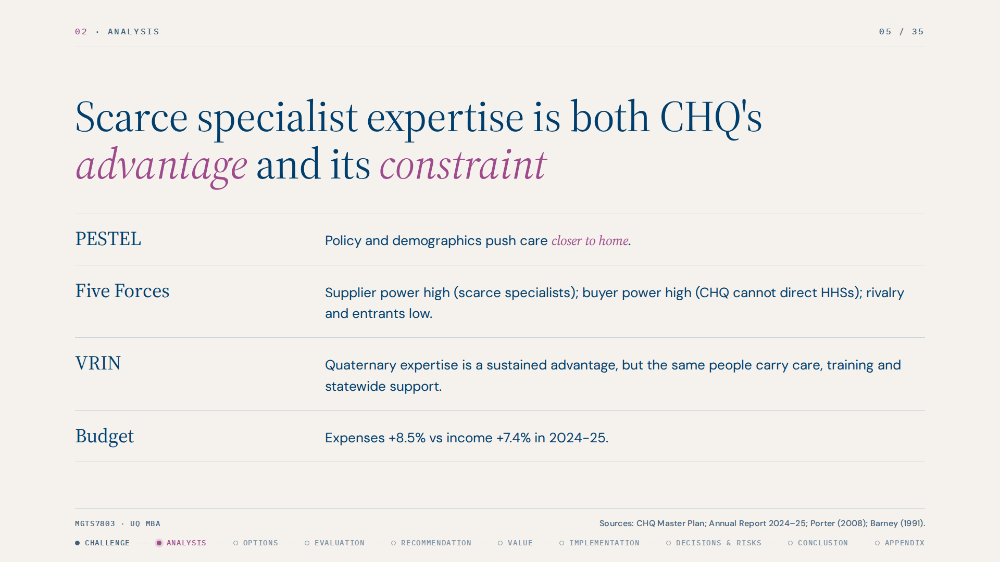 02 · ANALYSIS
05 / 35
Scarce specialist expertise is both CHQ's
advantage and its constraint
PESTEL
Policy and demographics push care closer to home.
Five Forces
Supplier power high (scarce specialists); buyer power high (CHQ cannot direct HHSs); rivalry
and entrants low.
VRIN
Quaternary expertise is a sustained advantage, but the same people carry care, training and
statewide support.
Budget
Expenses +8.5% vs income +7.4% in 2024–25.
MGTS7803 · UQ MBA
Sources: CHQ Master Plan; Annual Report 2024–25; Porter (2008); Barney (1991).
CHALLENGE ANALYSIS OPTIONS EVALUATION RECOMMENDATION VALUE IMPLEMENTATION DECISIONS & RISKS CONCLUSION APPENDIX